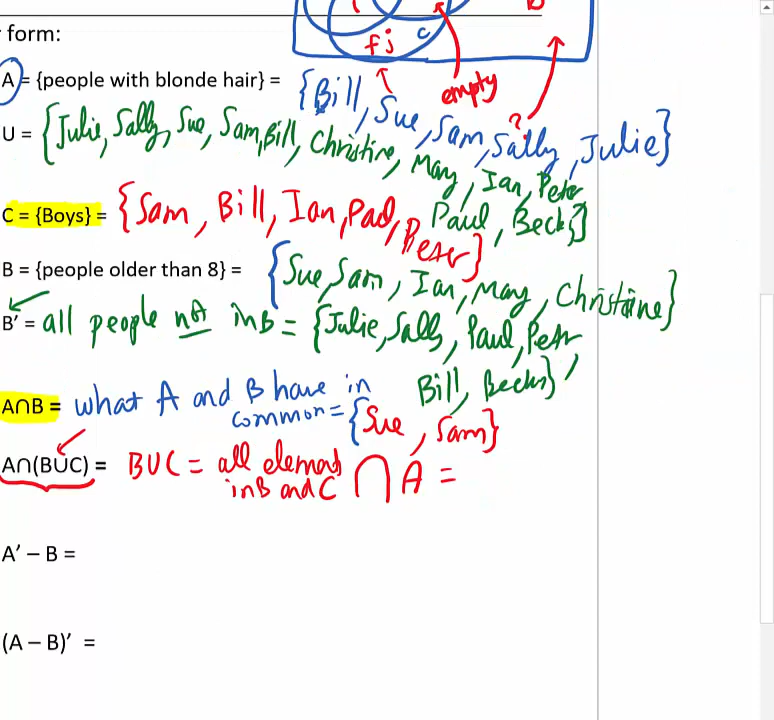 fj c
form:
empty
A = {people with blonde hair} = {Bill, Sue, Sam, Sally, Julie}
?
U = {Julie, Sally, Sue, Sam, Bill, Christine, May, Ian, Peter
Paul, Becky}
C = {Boys} = {Sam, Bill, Ian, Paul, Peter}
B = {people older than 8} = {Sue, Sam, Ian, May, Christine}
B′ = all people not in B = {Julie, Sally, Paul, Peter,
Bill, Becky}
A∩B = what A and B have in
common = {Sue, Sam}
A∩(BUC) = BUC = all element ∩ A =
in B and C
A′ – B =
(A – B)′ =